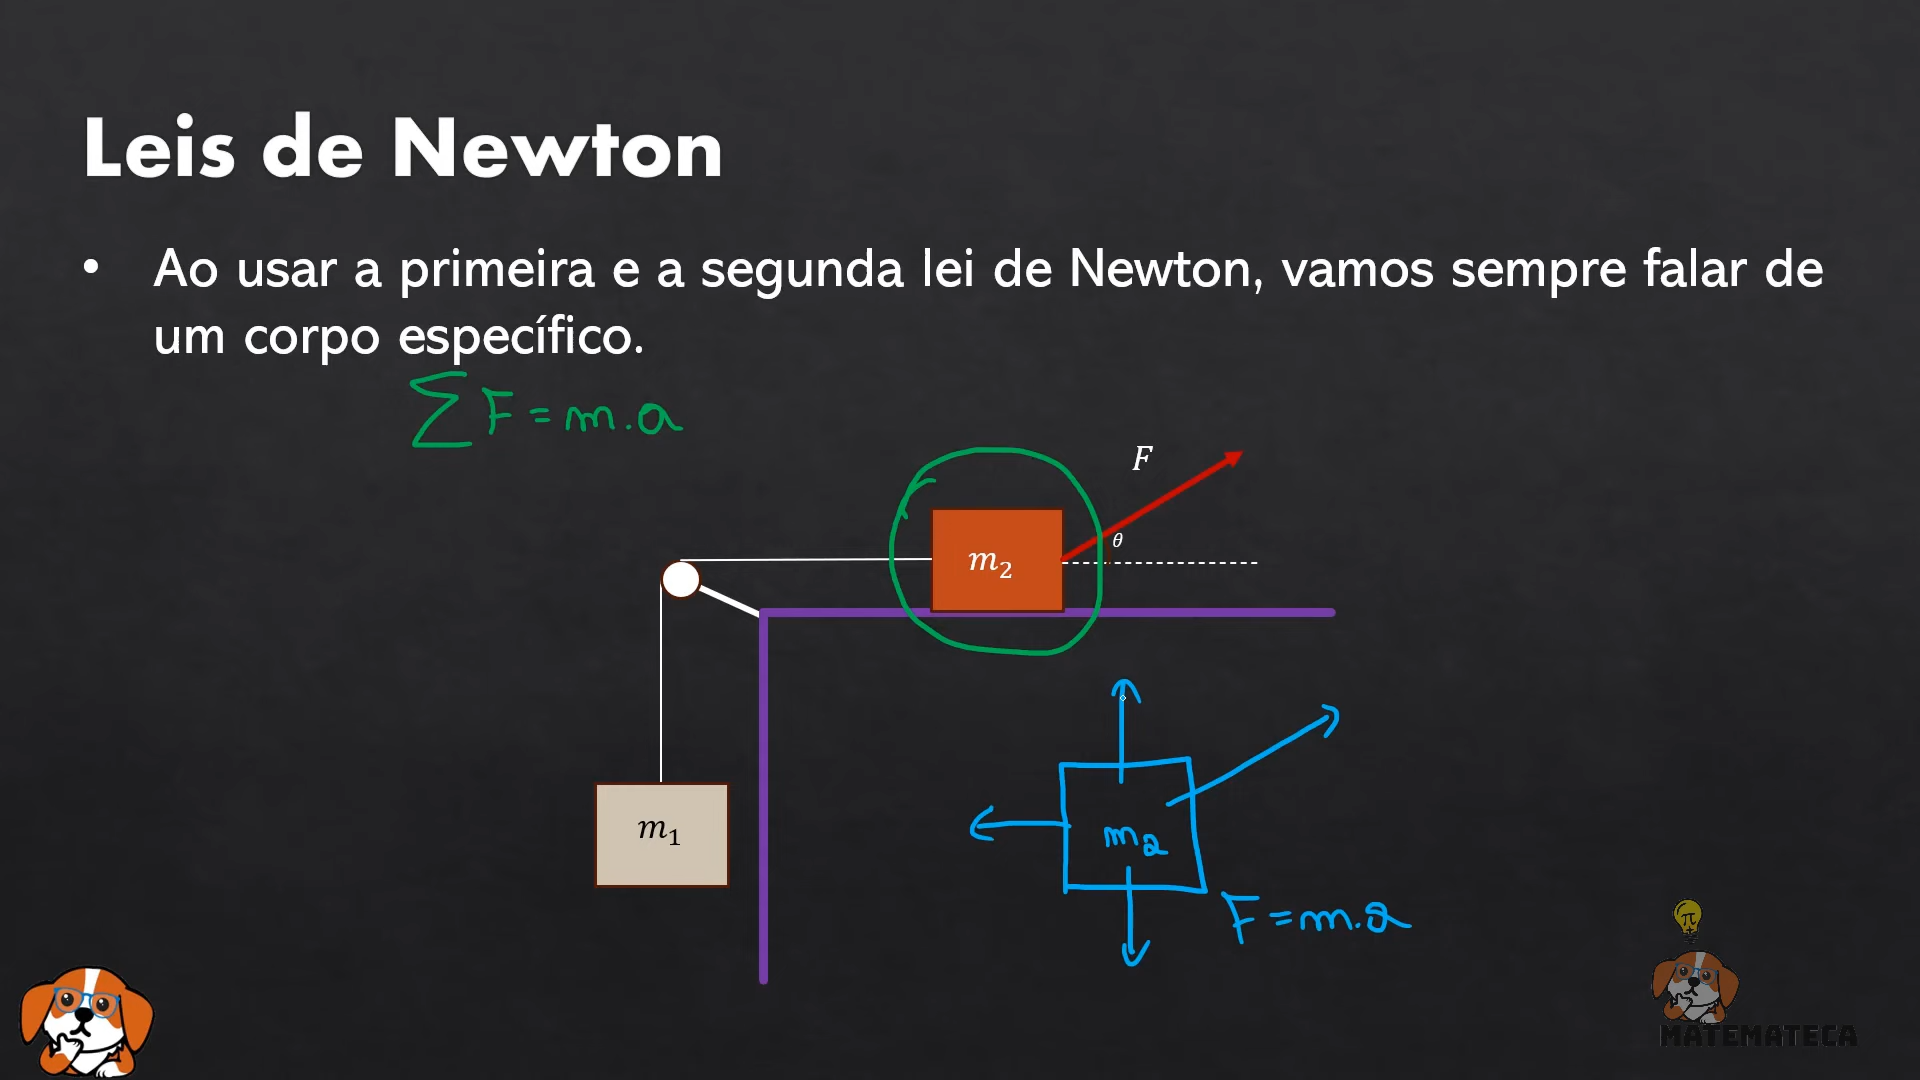 Leis de Newton
• Ao usar a primeira e a segunda lei de Newton, vamos sempre falar de
um corpo específico.
∑F = m.a
F
θ
m₂
m₁
m₂
F = m.a
π
MATEMATECA